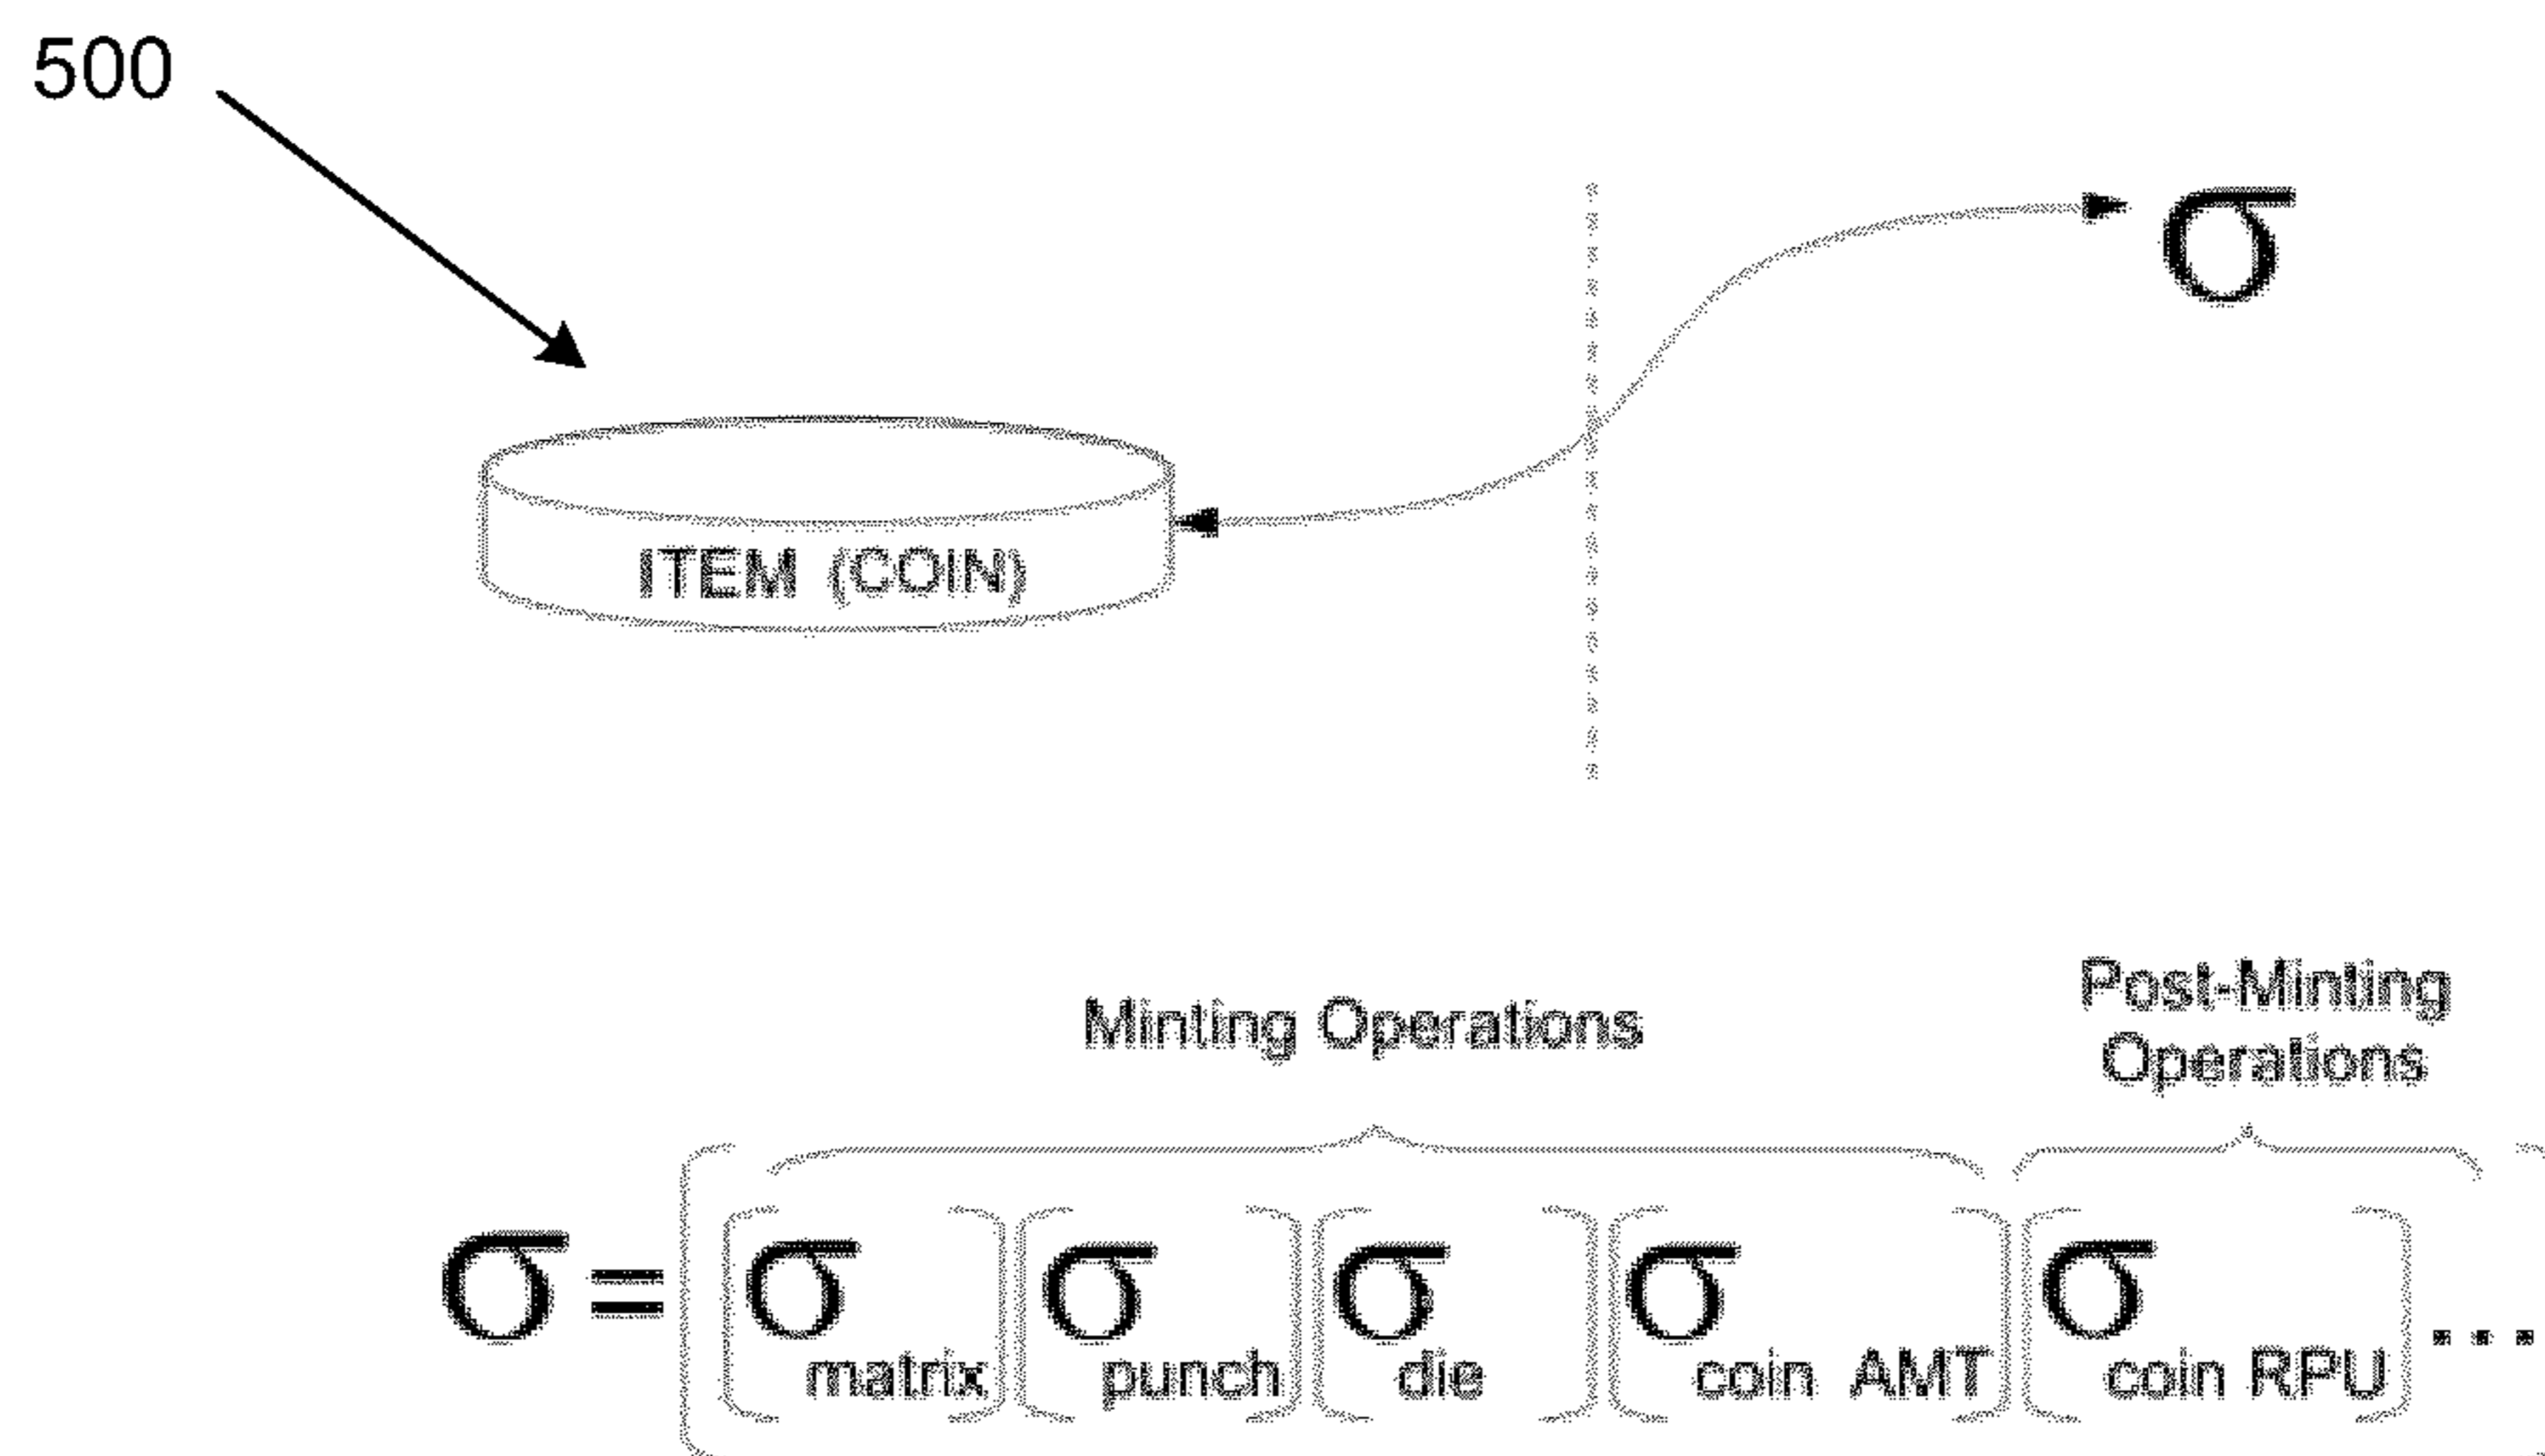 500
σ
ITEM (COIN)
Minting Operations
Post-Minting
Operations
σ = [ [σ matrix] [σ punch] [σ die] [σ coin AMT] [σ coin RPU] ...